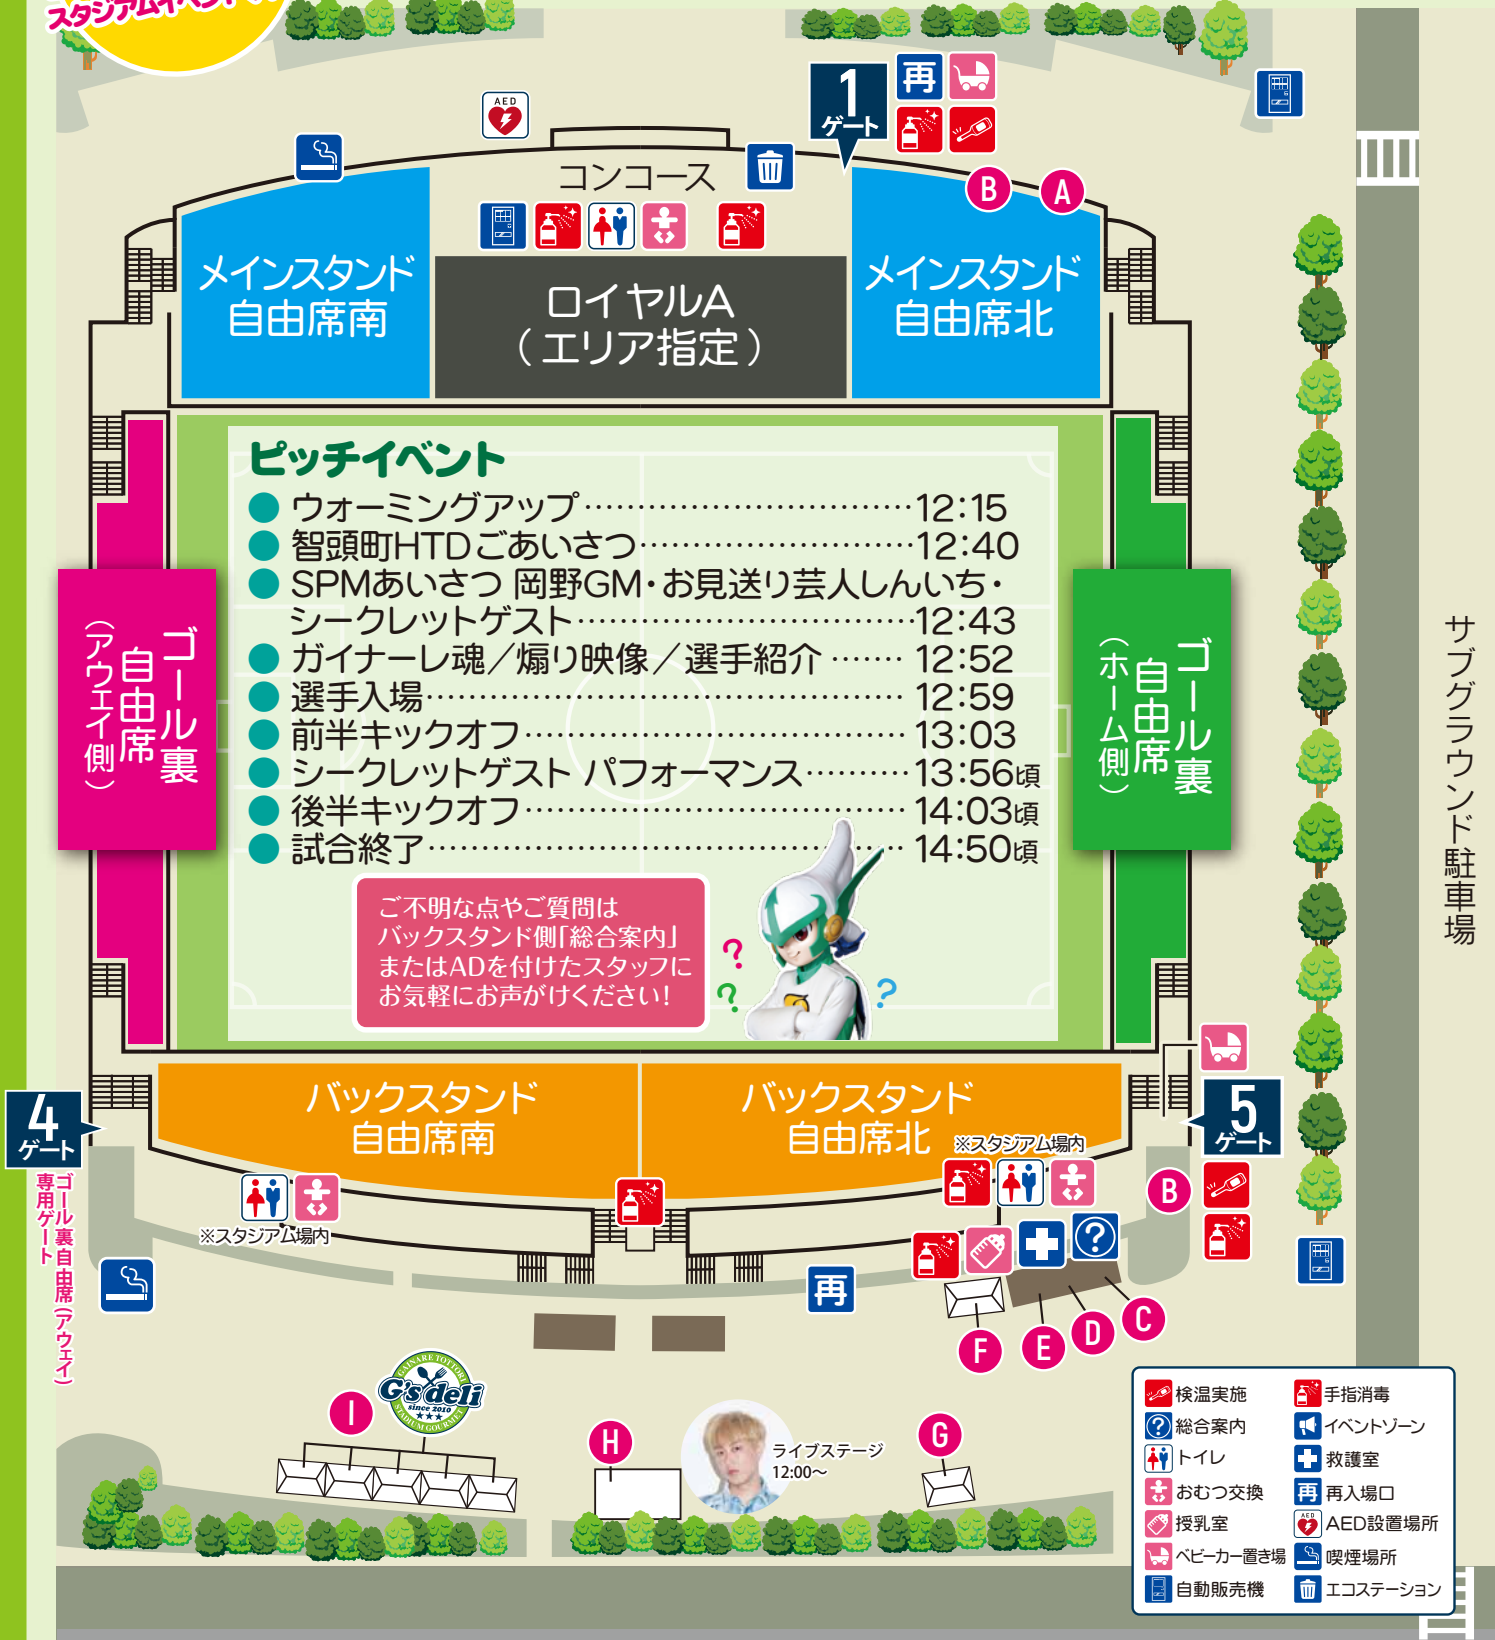 スタジアムイベント
AED
1
ゲート
再
コンコース
B
A
メインスタンド
自由席南
ロイヤルA
(エリア指定)
メインスタンド
自由席北
ピッチイベント
● ウォーミングアップ…………………………12:15
● 智頭町HTDごあいさつ……………………12:40
● SPMあいさつ 岡野GM・お見送り芸人しんいち・
シークレットゲスト…………………………12:43
● ガイナーレ魂/煽り映像/選手紹介 ……12:52
● 選手入場……………………………………12:59
● 前半キックオフ……………………………13:03
● シークレットゲスト パフォーマンス………13:56頃
● 後半キックオフ……………………………14:03頃
● 試合終了……………………………………14:50頃
ゴール裏
自由席
(アウェイ側)
ゴール裏
自由席
(ホーム側)
サブグラウンド駐車場
ご不明な点やご質問は
バックスタンド側「総合案内」
またはADを付けたスタッフに
お気軽にお声がけください!
?
?
?
バックスタンド
自由席南
バックスタンド
自由席北
4
ゲート
ゴール裏自由席(アウェイ)
専用ゲート
5
ゲート
※スタジアム場内
※スタジアム場内
B
?
再
F
E
D
C
I
GAINARE TOTTORI
G's deli
since 2010
★★★
STADIUM GOURMET
H
ライブステージ
12:00〜
G
検温実施
手指消毒
?
総合案内
イベントゾーン
トイレ
救護室
おむつ交換
再
再入場口
授乳室
AED
AED設置場所
ベビーカー置き場
喫煙場所
自動販売機
エコステーション